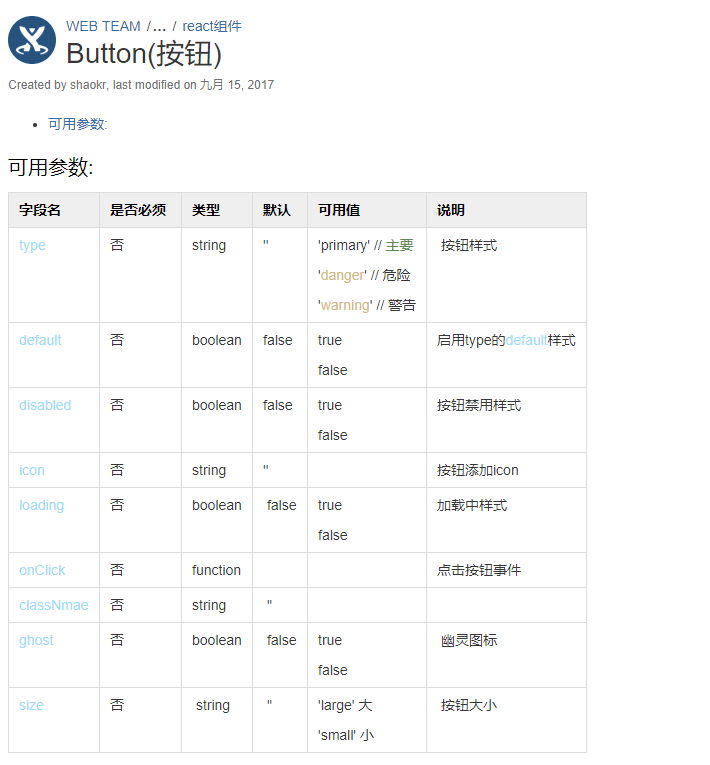 WEB TEAM /... / react组件
Button(按钮)
Created by shaokr, last modified on 九月 15, 2017
• 可用参数:
可用参数:
字段名 是否必须 类型 默认 可用值 说明
type 否 string '' 'primary' // 主要 按钮样式
'danger' // 危险
'warning' // 警告
default 否 boolean false true 启用type的default样式
false
disabled 否 boolean false true 按钮禁用样式
false
icon 否 string '' 按钮添加icon
loading 否 boolean false true 加载中样式
false
onClick 否 function 点击按钮事件
classNmae 否 string ''
ghost 否 boolean false true 幽灵图标
false
size 否 string '' 'large' 大 按钮大小
'small' 小